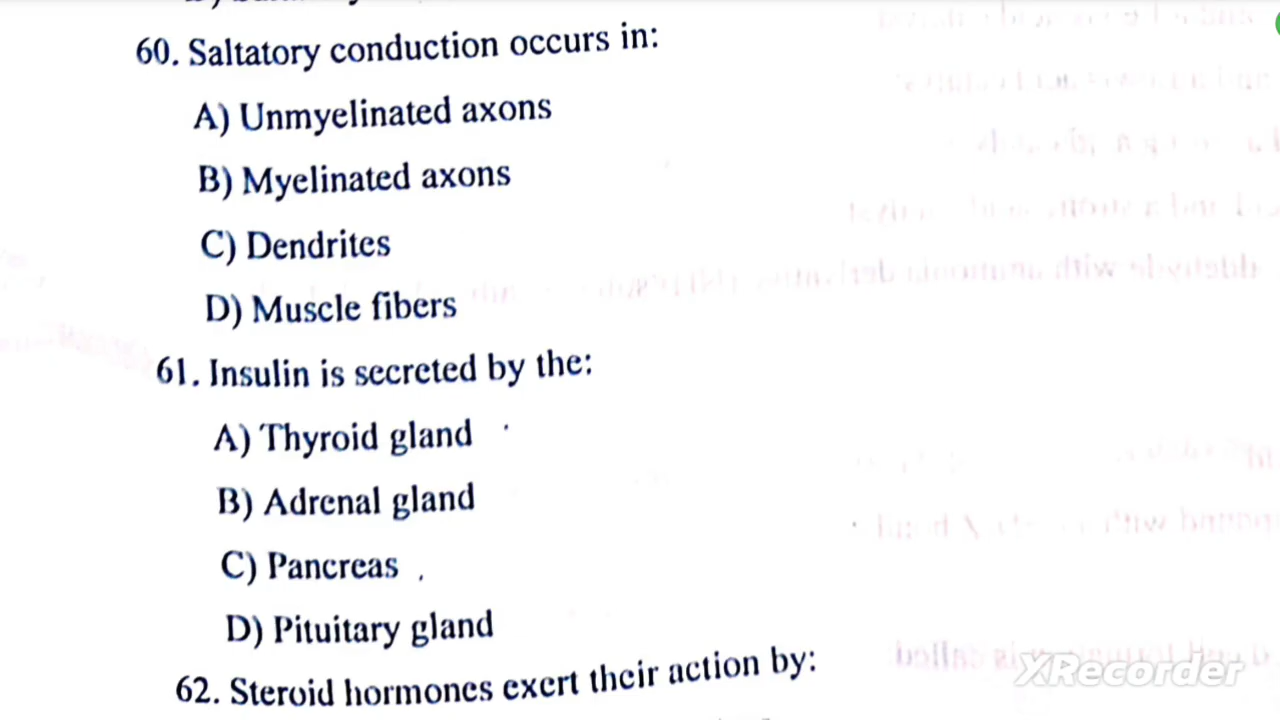 60. Saltatory conduction occurs in:
A) Unmyelinated axons
B) Myelinated axons
C) Dendrites
D) Muscle fibers
61. Insulin is secreted by the:
A) Thyroid gland
B) Adrenal gland
C) Pancreas
D) Pituitary gland
62. Steroid hormones exert their action by:
XRecorder